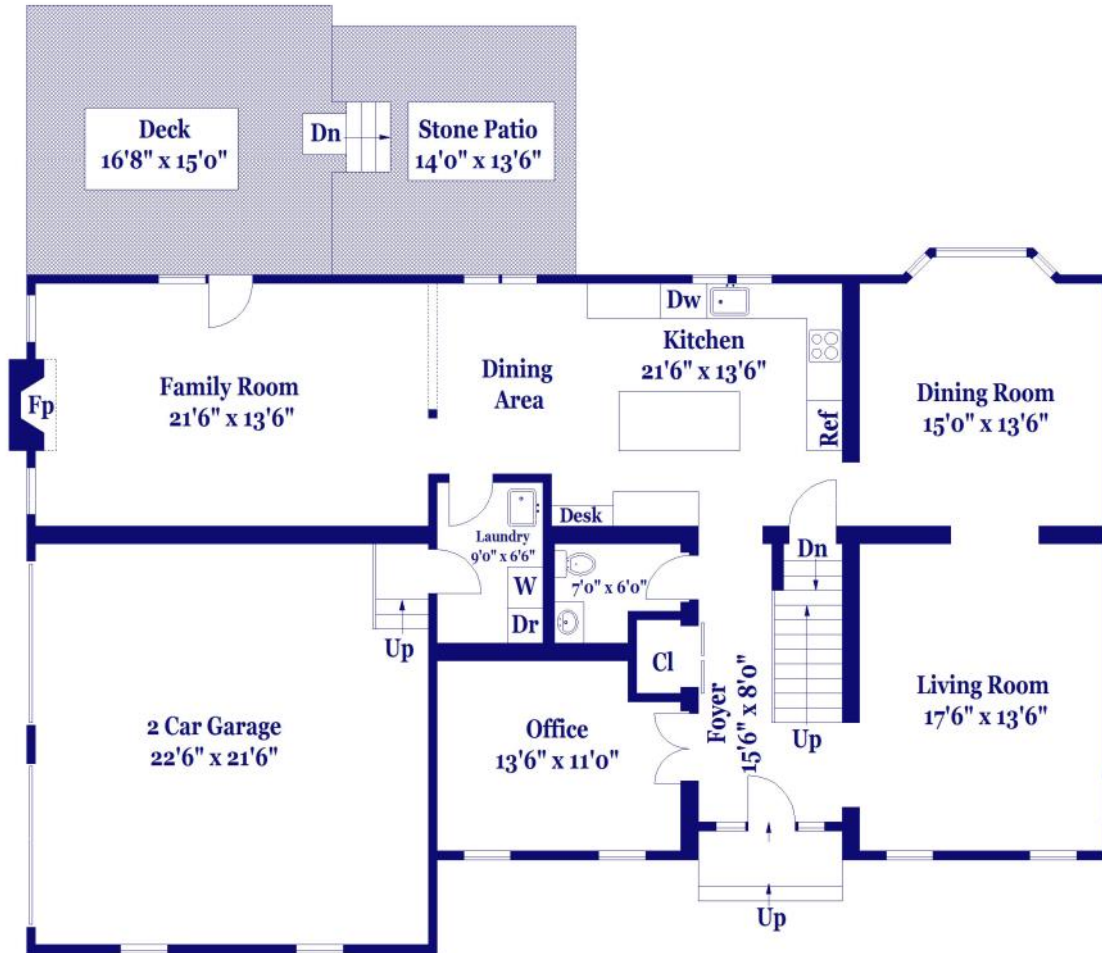 Deck
16'8" x 15'0"
Dn
Stone Patio
14'0" x 13'6"
Dw
Kitchen
21'6" x 13'6"
Dining
Area
Family Room
21'6" x 13'6"
Fp
Ref
Dining Room
15'0" x 13'6"
Desk
Laundry
9'0" x 6'6"
W
Dr
7'0" x 6'0"
Dn
Up
Cl
Foyer
15'6" x 8'0"
Up
Living Room
17'6" x 13'6"
2 Car Garage
22'6" x 21'6"
Office
13'6" x 11'0"
Up